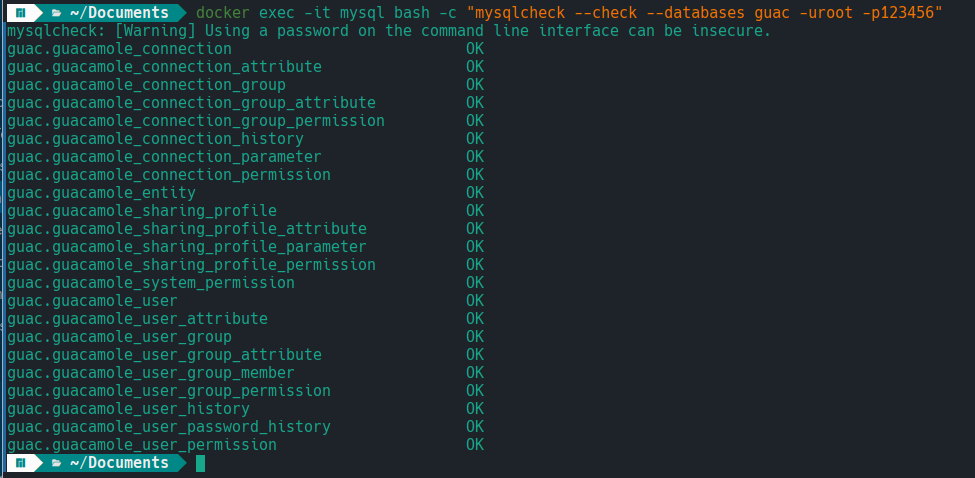 ~/Documents docker exec -it mysql bash -c "mysqlcheck --check --databases guac -uroot -p123456"
mysqlcheck: [Warning] Using a password on the command line interface can be insecure.
guac.guacamole_connection OK
guac.guacamole_connection_attribute OK
guac.guacamole_connection_group OK
guac.guacamole_connection_group_attribute OK
guac.guacamole_connection_group_permission OK
guac.guacamole_connection_history OK
guac.guacamole_connection_parameter OK
guac.guacamole_connection_permission OK
guac.guacamole_entity OK
guac.guacamole_sharing_profile OK
guac.guacamole_sharing_profile_attribute OK
guac.guacamole_sharing_profile_parameter OK
guac.guacamole_sharing_profile_permission OK
guac.guacamole_system_permission OK
guac.guacamole_user OK
guac.guacamole_user_attribute OK
guac.guacamole_user_group OK
guac.guacamole_user_group_attribute OK
guac.guacamole_user_group_member OK
guac.guacamole_user_group_permission OK
guac.guacamole_user_history OK
guac.guacamole_user_password_history OK
guac.guacamole_user_permission OK
~/Documents